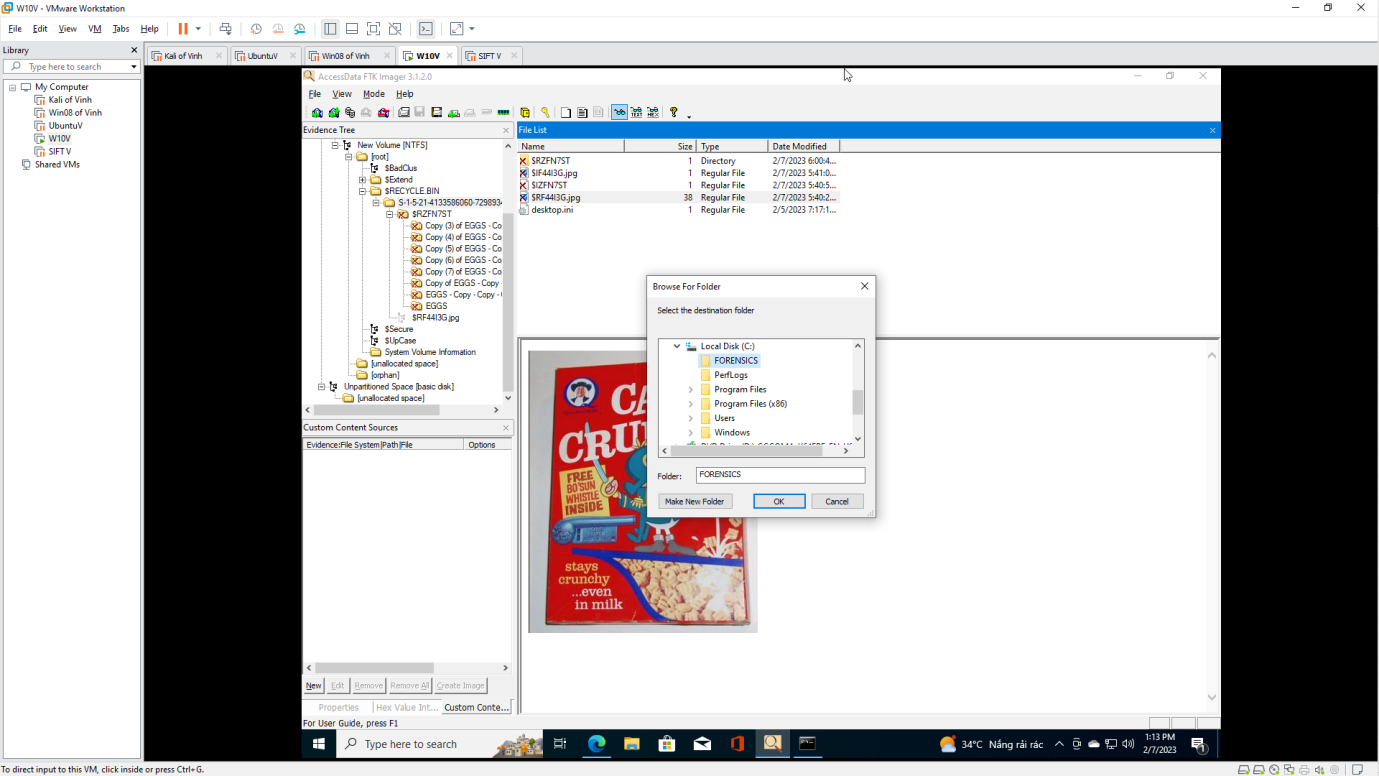 W10V - VMware Workstation
File Edit View VM Tabs Help
Library
Type here to search
My Computer
Kali of Vinh
Win08 of Vinh
UbuntuV
W10V
SIFT V
Shared VMs
Kali of Vinh UbuntuV Win08 of Vinh W10V SIFT V
AccessData FTK Imager 3.1.2.0
File View Mode Help
Evidence Tree
New Volume [NTFS]
[root]
$BadClus
$Extend
$RECYCLE.BIN
S-1-5-21-4133586060-729893
$RZFN7ST
Copy (3) of EGGS - Co
Copy (4) of EGGS - Co
Copy (5) of EGGS - Co
Copy (6) of EGGS - Co
Copy (7) of EGGS - Co
Copy of EGGS - Copy
EGGS - Copy - Copy -
EGGS
$RF44I3G.jpg
$Secure
$UpCase
System Volume Information
[unallocated space]
[orphan]
Unpartitioned Space [basic disk]
[unallocated space]
Custom Content Sources
Evidence:File System|Path|File Options
New Edit Remove Remove All Create Image
Properties Hex Value Int... Custom Conte...
For User Guide, press F1
File List
Name Size Type Date Modified
$RZFN7ST 1 Directory 2/7/2023 6:00:4...
$IF44I3G.jpg 1 Regular File 2/7/2023 5:41:0...
$IZFN7ST 1 Regular File 2/7/2023 5:40:5...
$RF44I3G.jpg 38 Regular File 2/7/2023 5:40:2...
desktop.ini 1 Regular File 2/5/2023 7:17:1...
Browse For Folder
Select the destination folder
Local Disk (C:)
FORENSICS
PerfLogs
Program Files
Program Files (x86)
Users
Windows
Folder: FORENSICS
Make New Folder OK Cancel
CA
CRU
FREE
BO'SUN
WHISTLE
INSIDE
stays
crunchy
...even
in milk
Type here to search
34°C Nắng rải rác
1:13 PM
2/7/2023
1
To direct input to this VM, click inside or press Ctrl+G.